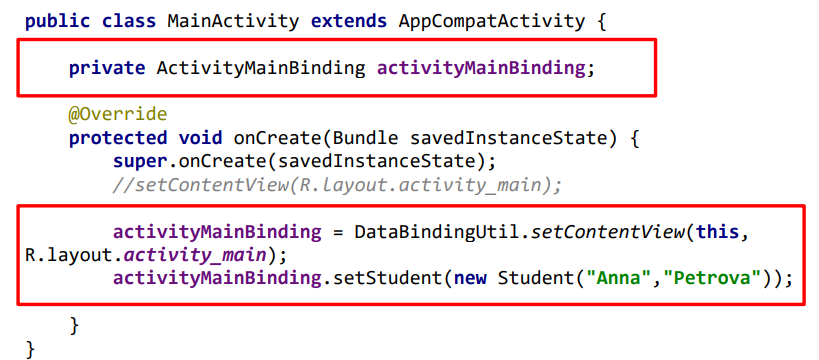 public class MainActivity extends AppCompatActivity {
private ActivityMainBinding activityMainBinding;
@Override
protected void onCreate(Bundle savedInstanceState) {
super.onCreate(savedInstanceState);
//setContentView(R.layout.activity_main);
activityMainBinding = DataBindingUtil.setContentView(this,
R.layout.activity_main);
activityMainBinding.setStudent(new Student("Anna","Petrova"));
}
}